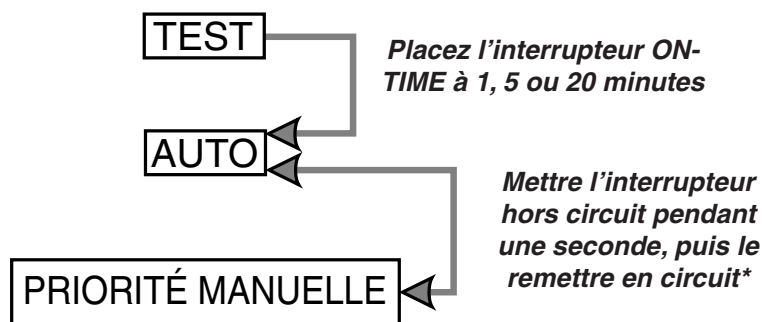 TEST
Placez l’interrupteur ON-
TIME à 1, 5 ou 20 minutes
AUTO
Mettre l’interrupteur
hors circuit pendant
une seconde, puis le
remettre en circuit*
PRIORITÉ MANUELLE